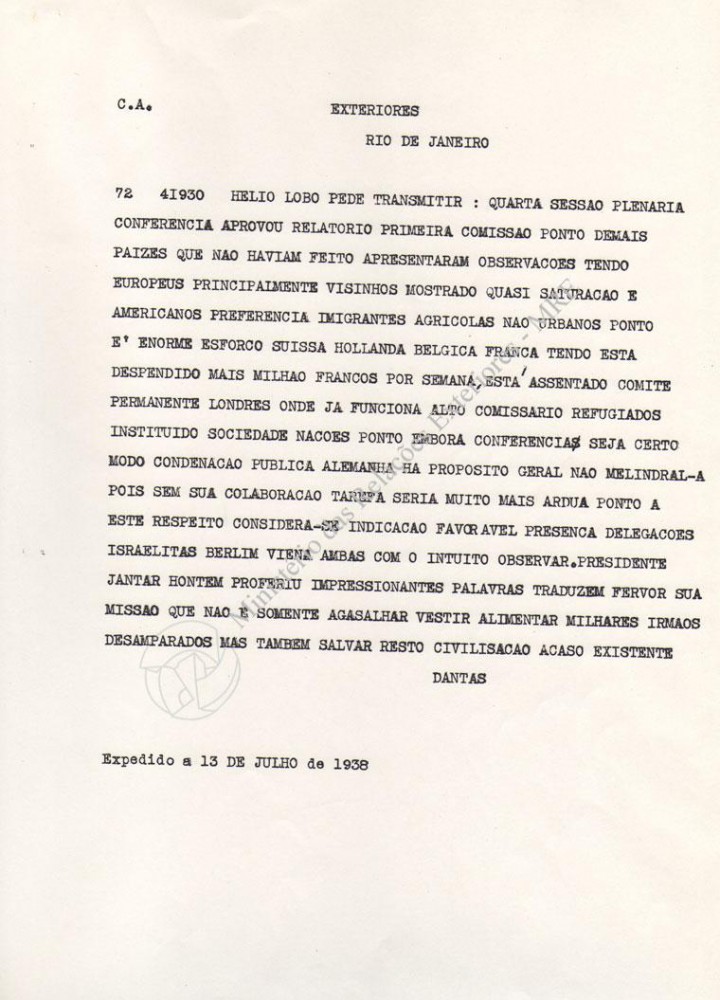 C.A.
EXTERIORES
RIO DE JANEIRO
72 41930 HELIO LOBO PEDE TRANSMITIR : QUARTA SESSAO PLENARIA
CONFERENCIA APROVOU RELATORIO PRIMEIRA COMISSAO PONTO DEMAIS
PAIZES QUE NAO HAVIAM FEITO APRESENTARAM OBSERVACOES TENDO
EUROPEUS PRINCIPALMENTE VISINHOS MOSTRADO QUASI SATURACAO E
AMERICANOS PREFERENCIA IMIGRANTES AGRICOLAS NAO URBANOS PONTO
E' ENORME ESFORCO SUISSA HOLLANDA BELGICA FRANCA TENDO ESTA
DESPENDIDO MAIS MILHAO FRANCOS POR SEMANA, ESTA' ASSENTADO COMITE
PERMANENTE LONDRES ONDE JA FUNCIONA ALTO COMISSARIO REFUGIADOS
INSTITUIDO SOCIEDADE NACOES PONTO EMBORA CONFERENCIA SEJA CERTO
MODO CONDENACAO PUBLICA ALEMANHA HA PROPOSITO GERAL NAO MELINDRAL-A
POIS SEM SUA COLABORACAO TAREFA SERIA MUITO MAIS ARDUA PONTO A
ESTE RESPEITO CONSIDERA-SE INDICACAO FAVORAVEL PRESENCA DELEGACOES
ISRAELITAS BERLIM VIENA AMBAS COM O INTUITO OBSERVAR.PRESIDENTE
JANTAR HONTEM PROFERIU IMPRESSIONANTES PALAVRAS TRADUZEM FERVOR SUA
MISSAO QUE NAO E SOMENTE AGASALHAR VESTIR ALIMENTAR MILHARES IRMAOS
DESAMPARADOS MAS TAMBEM SALVAR RESTO CIVILISACAO ACASO EXISTENTE
DANTAS
Expedido a 13 DE JULHO de 1938
Ministério das Relações Exteriores - MRE